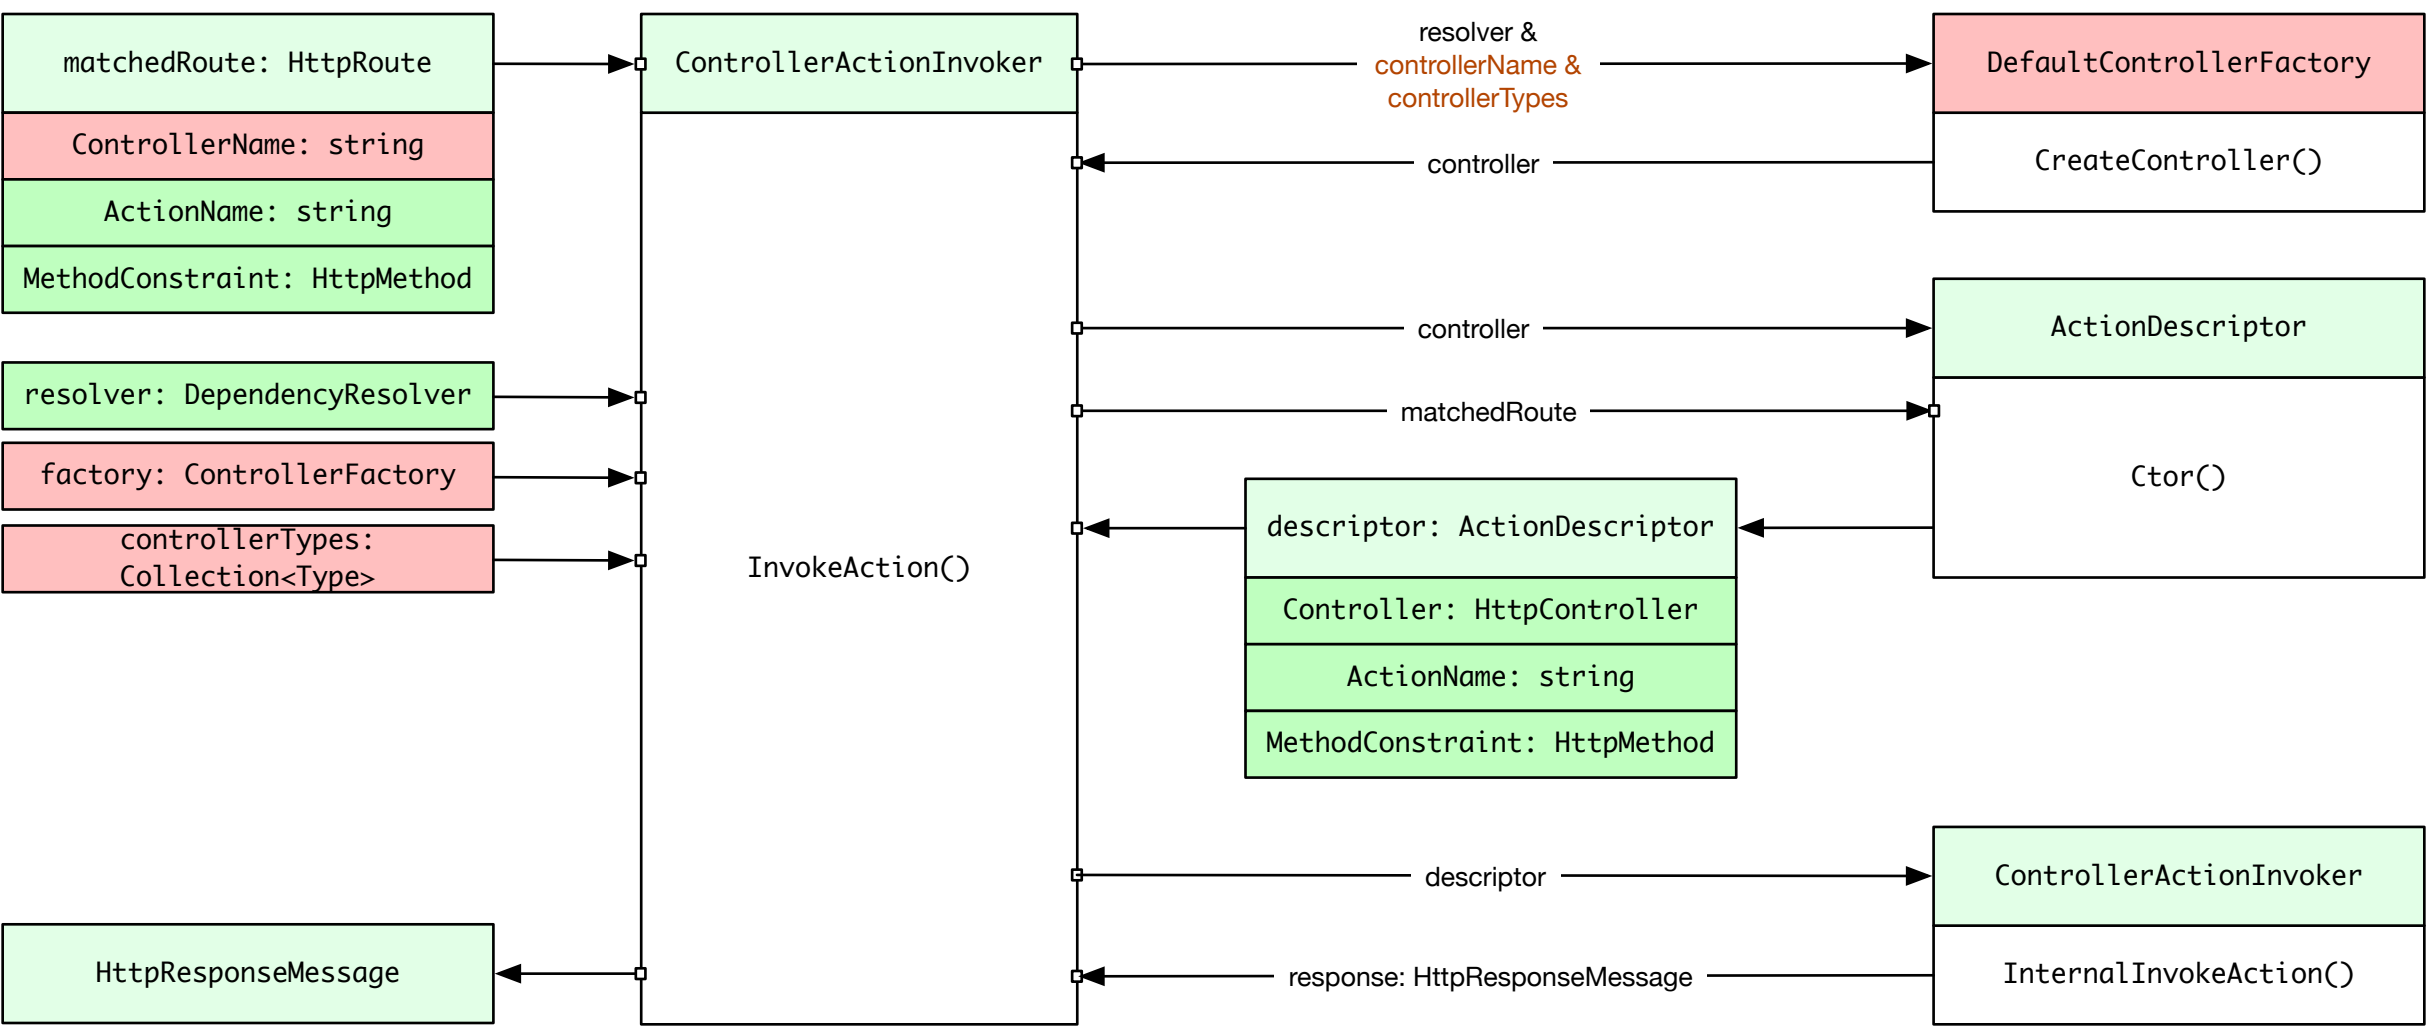 matchedRoute: HttpRoute
ControllerName: string
ActionName: string
MethodConstraint: HttpMethod
resolver: DependencyResolver
factory: ControllerFactory
controllerTypes:
Collection<Type>
HttpResponseMessage
ControllerActionInvoker
InvokeAction()
resolver &
controllerName &
controllerTypes
controller
controller
matchedRoute
descriptor: ActionDescriptor
Controller: HttpController
ActionName: string
MethodConstraint: HttpMethod
descriptor
response: HttpResponseMessage
DefaultControllerFactory
CreateController()
ActionDescriptor
Ctor()
ControllerActionInvoker
InternalInvokeAction()